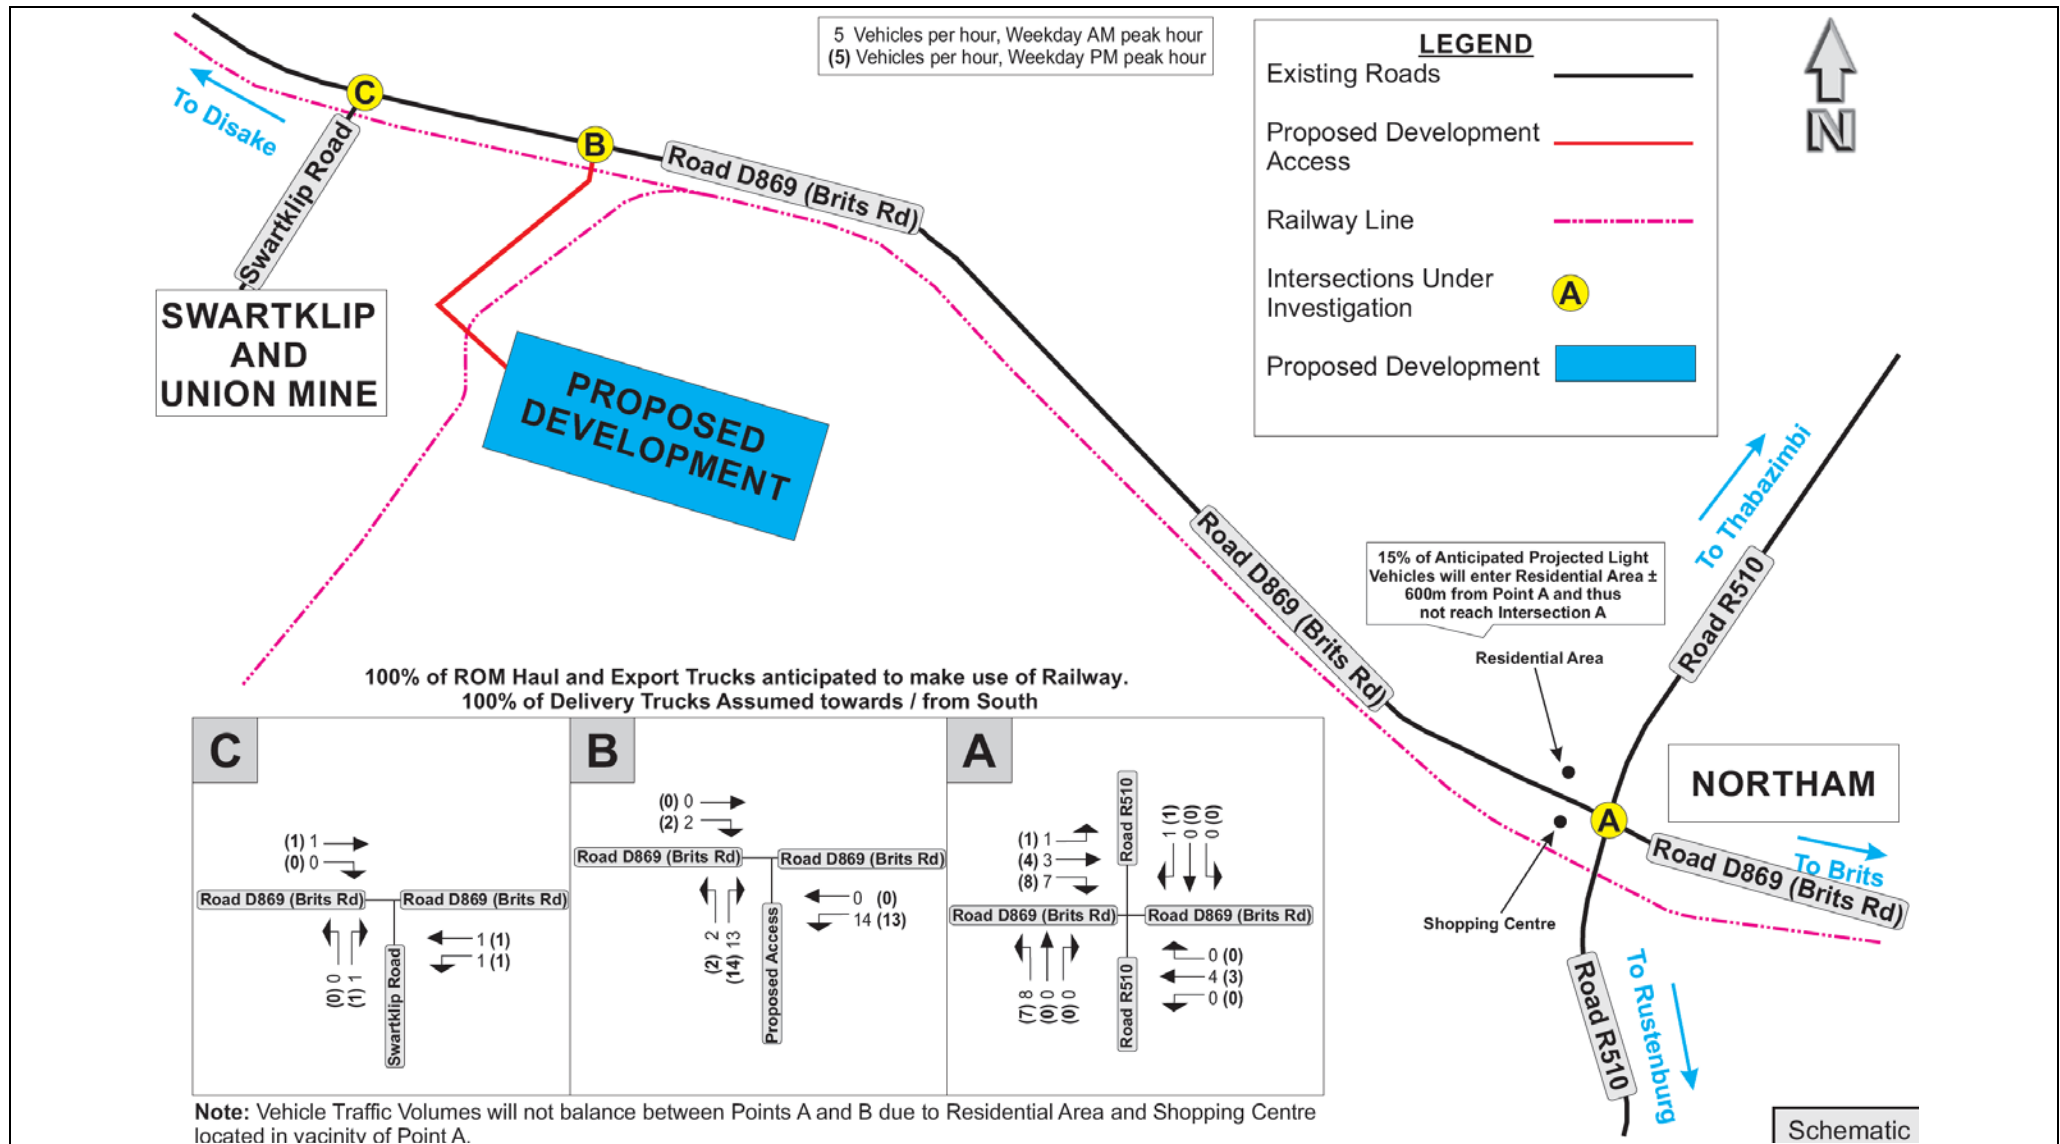 5 Vehicles per hour, Weekday AM peak hour
(5) Vehicles per hour, Weekday PM peak hour
LEGEND
Existing Roads
Proposed Development
Access
Railway Line
Intersections Under
Investigation
A
Proposed Development
N
C
To Disake
Swartklip Road
B
Road D869 (Brits Rd)
SWARTKLIP
AND
UNION MINE
PROPOSED
DEVELOPMENT
Road D869 (Brits Rd)
To Thabazimbi
Road R510
15% of Anticipated Projected Light
Vehicles will enter Residential Area ±
600m from Point A and thus
not reach Intersection A
Residential Area
NORTHAM
A
To Brits
Road D869 (Brits Rd)
Shopping Centre
Road R510
To Rustenburg
100% of ROM Haul and Export Trucks anticipated to make use of Railway.
100% of Delivery Trucks Assumed towards / from South
C
(1) 1
(0) 0
Road D869 (Brits Rd)
Road D869 (Brits Rd)
1 (1)
1 (1)
(0) 0
(1) 1
Swartklip Road
B
(0) 0
(2) 2
Road D869 (Brits Rd)
Road D869 (Brits Rd)
0 (0)
14 (13)
(2) 2
(14) 13
Proposed Access
A
Road R510
(1) 1
(4) 3
(8) 7
1 (1)
0 (0)
0 (0)
Road D869 (Brits Rd)
Road D869 (Brits Rd)
0 (0)
4 (3)
0 (0)
(7) 8
(0) 0
(0) 0
Road R510
Note: Vehicle Traffic Volumes will not balance between Points A and B due to Residential Area and Shopping Centre
located in vacinity of Point A.
Schematic